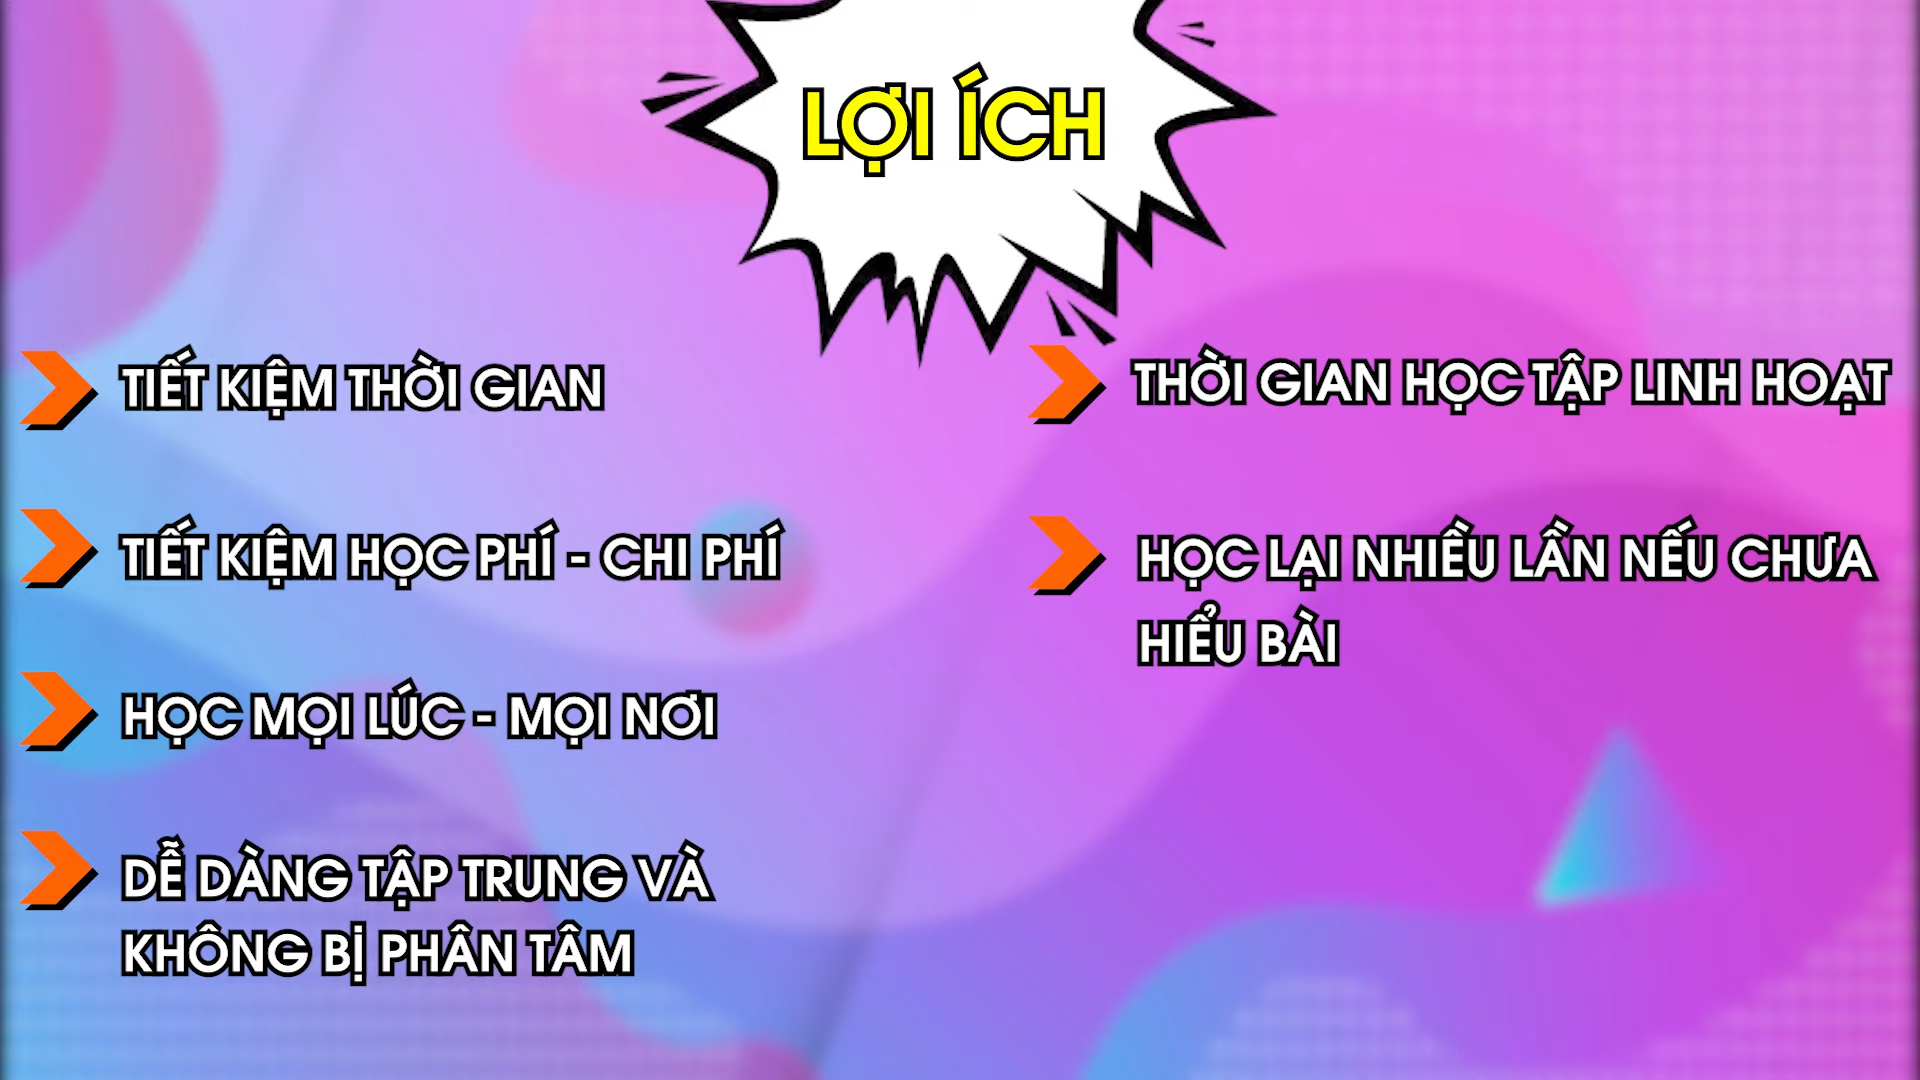 LỢI ÍCH
TIẾT KIỆM THỜI GIAN
TIẾT KIỆM HỌC PHÍ - CHI PHÍ
HỌC MỌI LÚC - MỌI NƠI
DỄ DÀNG TẬP TRUNG VÀ
KHÔNG BỊ PHÂN TÂM
THỜI GIAN HỌC TẬP LINH HOẠT
HỌC LẠI NHIỀU LẦN NẾU CHƯA
HIỂU BÀI